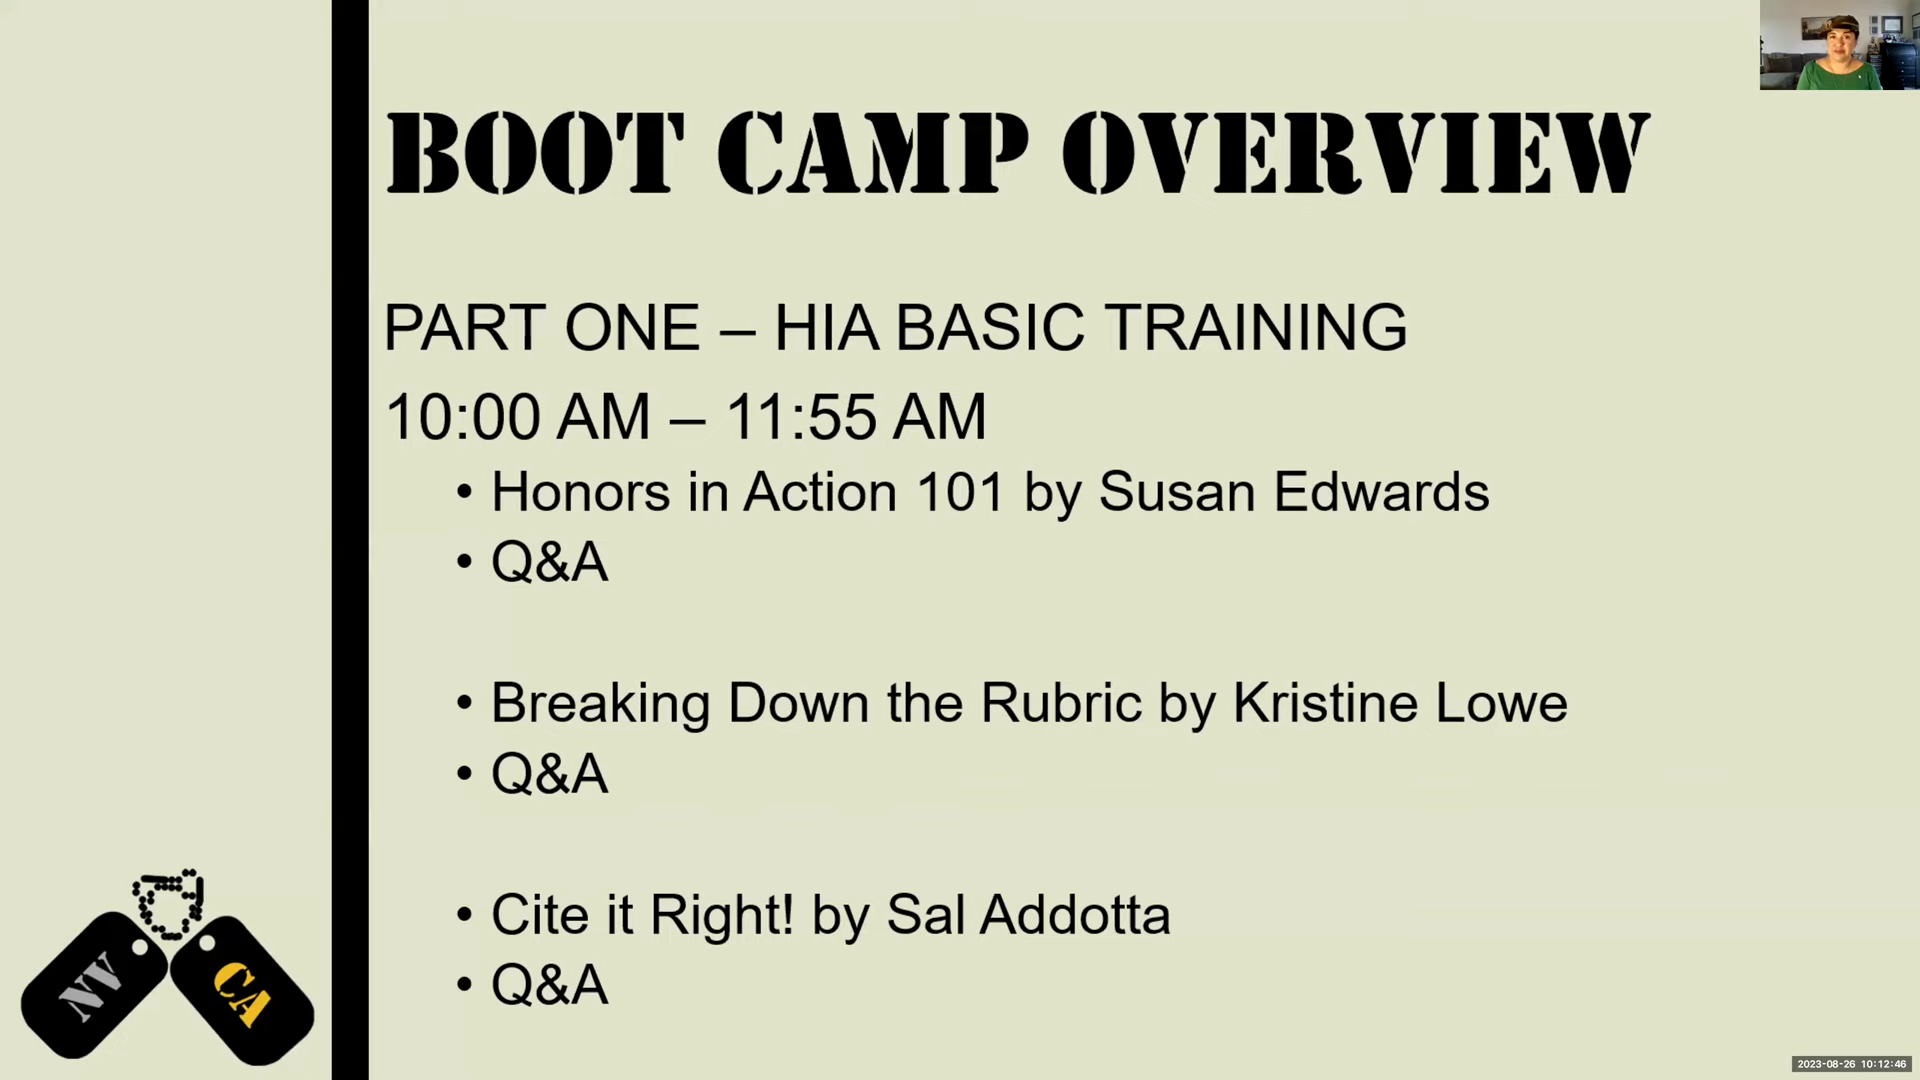 BOOT CAMP OVERVIEW
PART ONE – HIA BASIC TRAINING
10:00 AM – 11:55 AM
• Honors in Action 101 by Susan Edwards
• Q&A
• Breaking Down the Rubric by Kristine Lowe
• Q&A
• Cite it Right! by Sal Addotta
• Q&A
NV
CA
2023-08-26 10:12:46